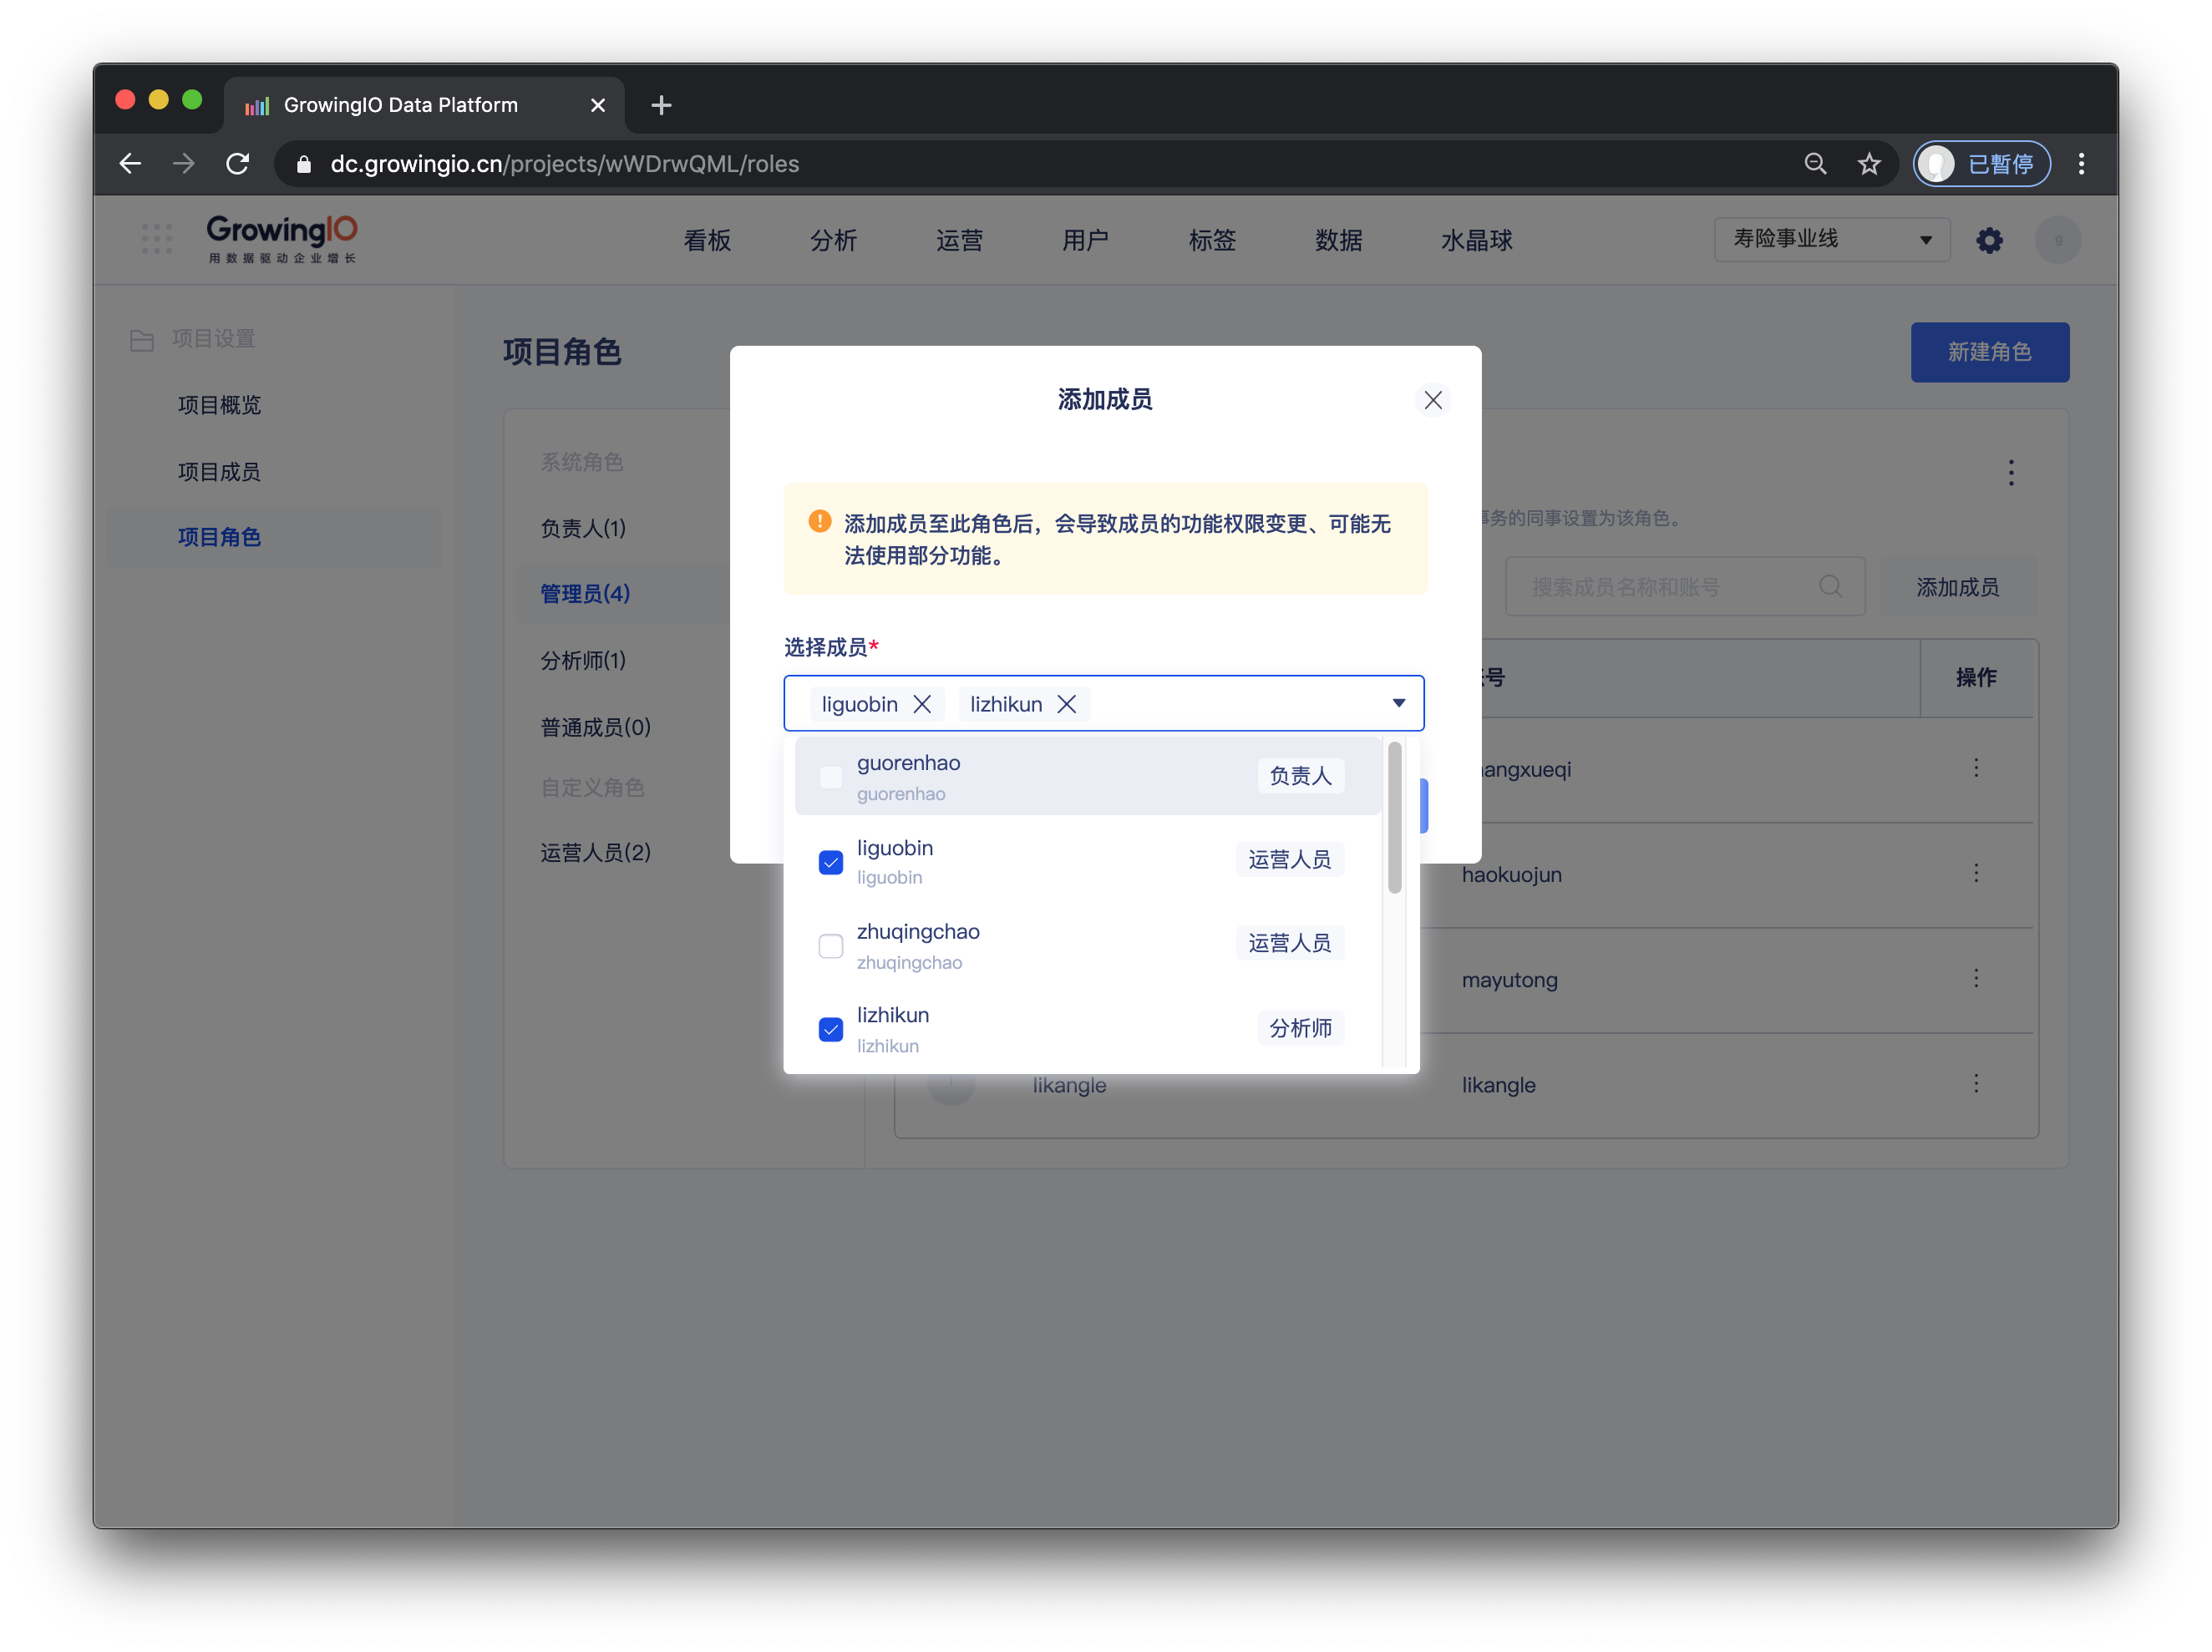 GrowingIO Data Platform
dc.growingio.cn/projects/wWDrwQML/roles
已暂停
GrowingIO
用数据驱动企业增长
看板 分析 运营 用户 标签 数据 水晶球
寿险事业线
g
项目设置
项目概览
项目成员
项目角色
项目角色
新建角色
系统角色
负责人(1)
管理员(4)
分析师(1)
普通成员(0)
自定义角色
运营人员(2)
务的同事设置为该角色。
搜索成员名称和账号
添加成员
号 操作
angxueqi
haokuojun
mayutong
likangle likangle
添加成员
添加成员至此角色后，会导致成员的功能权限变更、可能无
法使用部分功能。
选择成员*
liguobin lizhikun
guorenhao
guorenhao
负责人
liguobin
liguobin
运营人员
zhuqingchao
zhuqingchao
运营人员
lizhikun
lizhikun
分析师